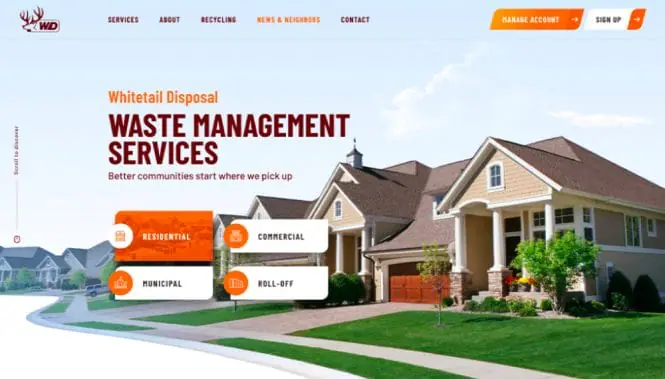 WD
SERVICES
ABOUT
RECYCLING
NEWS & NEIGHBORS
CONTACT
MANAGE ACCOUNT
SIGN UP
Scroll to discover
Whitetail Disposal
WASTE MANAGEMENT
SERVICES
Better communities start where we pick up
RESIDENTIAL
COMMERCIAL
MUNICIPAL
ROLL-OFF